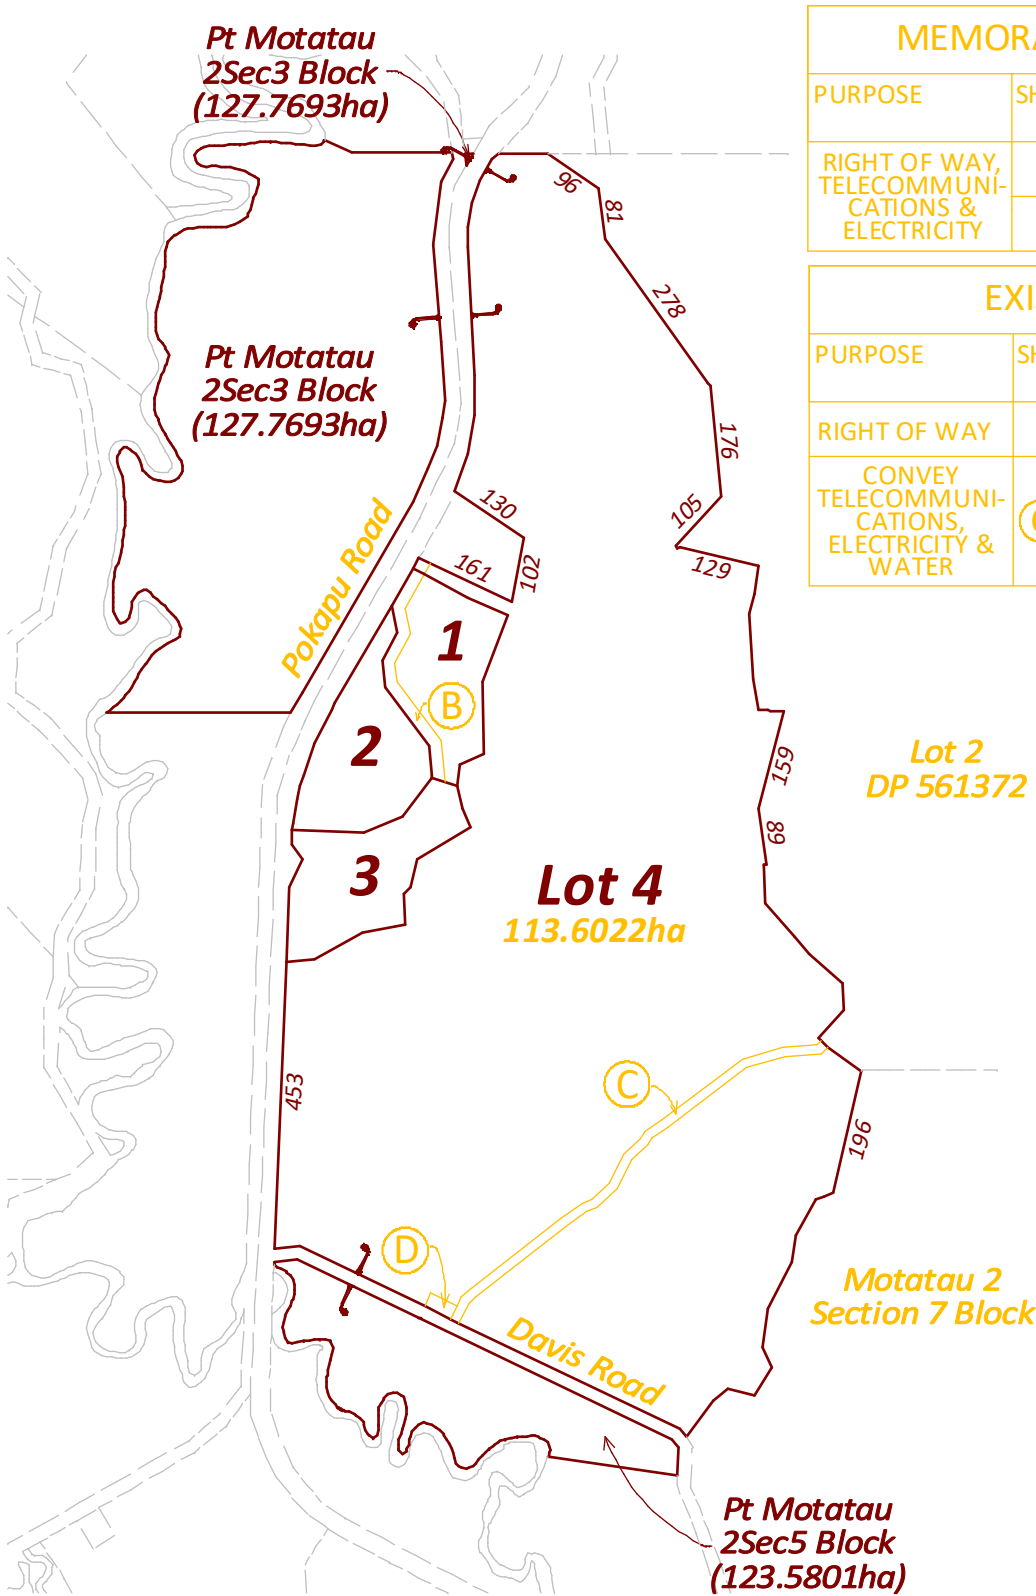 Pt Motatau
2Sec3 Block
(127.7693ha)
MEMORA
PURPOSE
SH
RIGHT OF WAY,
TELECOMMUNI-
CATIONS &
ELECTRICITY
EXI
PURPOSE
SH
RIGHT OF WAY
CONVEY
TELECOMMUNI-
CATIONS,
ELECTRICITY &
WATER
96
81
278
176
105
129
Pt Motatau
2Sec3 Block
(127.7693ha)
130
102
161
Pokapu Road
1
B
2
3
159
68
Lot 2
DP 561372
Lot 4
113.6022ha
453
C
196
D
Davis Road
Motatau 2
Section 7 Block
Pt Motatau
2Sec5 Block
(123.5801ha)